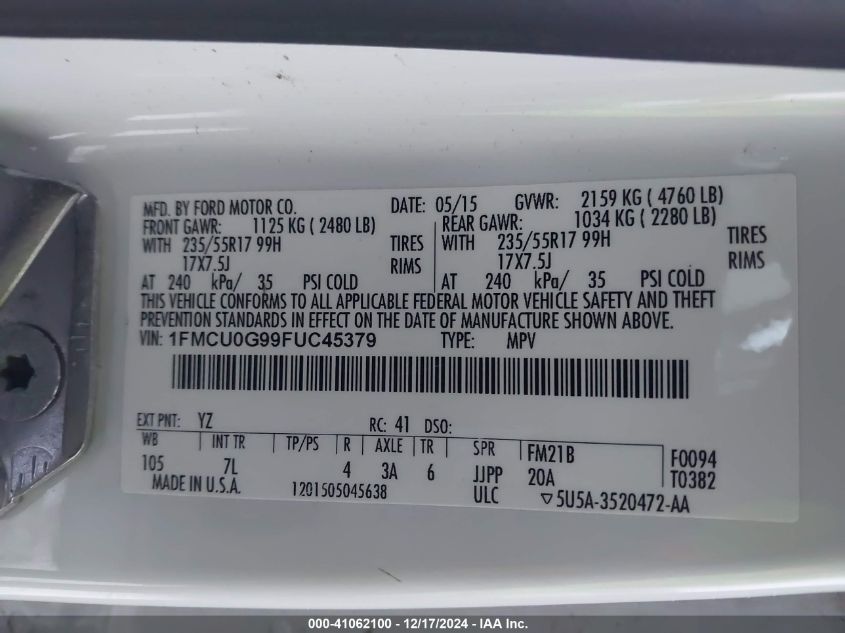 MFD. BY FORD MOTOR CO. DATE: 05/15 GVWR: 2159 KG ( 4760 LB)
FRONT GAWR: 1125 KG ( 2480 LB) REAR GAWR: 1034 KG ( 2280 LB)
WITH 235/55R17 99H TIRES WITH 235/55R17 99H TIRES
17X7.5J RIMS 17X7.5J RIMS
AT 240 kPa/ 35 PSI COLD AT 240 kPa/ 35 PSI COLD
THIS VEHICLE CONFORMS TO ALL APPLICABLE FEDERAL MOTOR VEHICLE SAFETY AND THEFT
PREVENTION STANDARDS IN EFFECT ON THE DATE OF MANUFACTURE SHOWN ABOVE.
VIN: 1FMCU0G99FUC45379 TYPE: MPV
EXT PNT: YZ RC: 41 DSO:
WB INT TR TP/PS R AXLE TR SPR FM21B F0094
105 7L 4 3A 6 JJPP 20A T0382
MADE IN U.S.A. 1201505045638 ULC ▽5U5A-3520472-AA
000-41062100 - 12/17/2024 - IAA Inc.